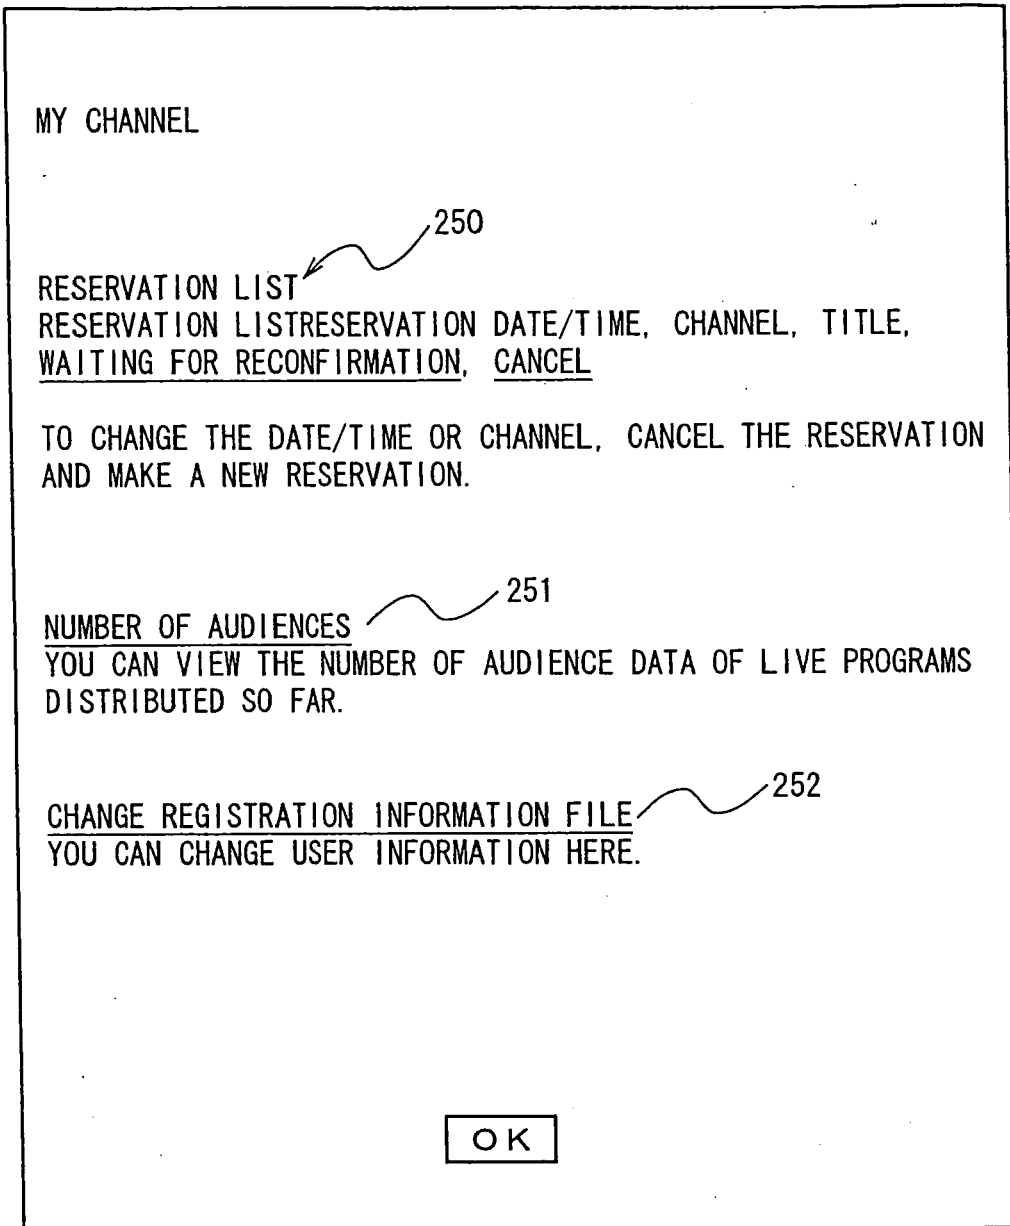 MY CHANNEL
250
RESERVATION LIST
RESERVATION LISTRESERVATION DATE/TIME, CHANNEL, TITLE,
WAITING FOR RECONFIRMATION, CANCEL
TO CHANGE THE DATE/TIME OR CHANNEL, CANCEL THE RESERVATION
AND MAKE A NEW RESERVATION.
251
NUMBER OF AUDIENCES
YOU CAN VIEW THE NUMBER OF AUDIENCE DATA OF LIVE PROGRAMS
DISTRIBUTED SO FAR.
252
CHANGE REGISTRATION INFORMATION FILE
YOU CAN CHANGE USER INFORMATION HERE.
OK